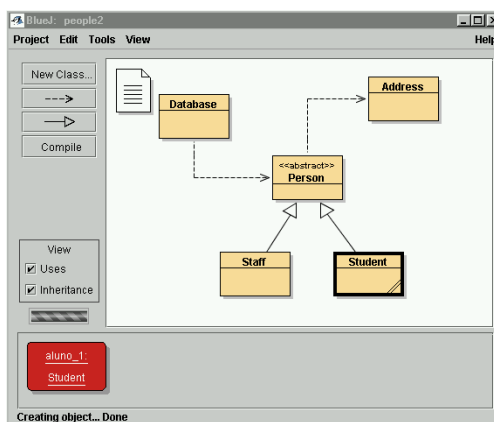 BlueJ: people2
Project Edit Tools View Help
New Class...
Compile
View
Uses
Inheritance
Database
Address
<<abstract>>
Person
Staff
Student
aluno_1:
Student
Creating object... Done